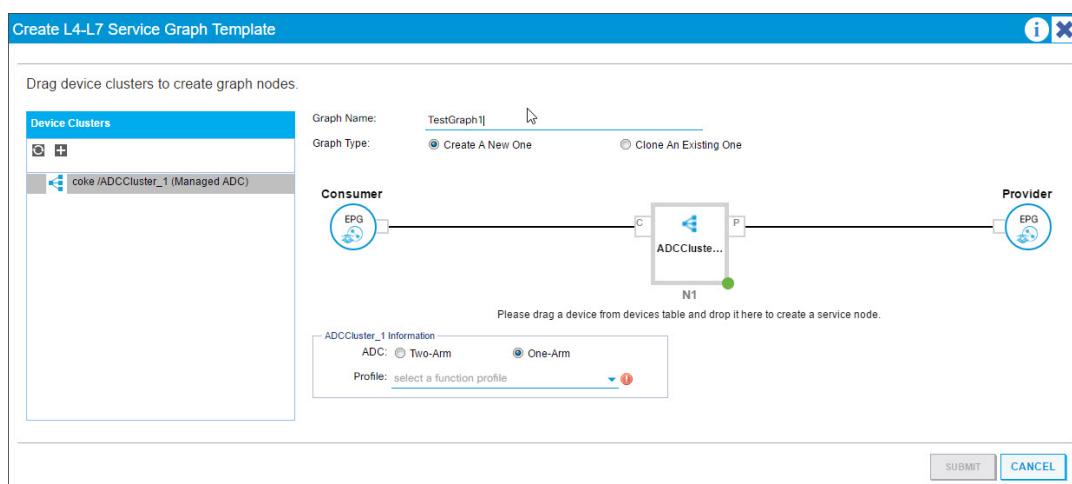 Create L4-L7 Service Graph Template
i
Drag device clusters to create graph nodes.
Device Clusters
coke /ADCCluster_1 (Managed ADC)
Graph Name: TestGraph1
Graph Type: Create A New One Clone An Existing One
Consumer
Provider
EPG
C
P
EPG
ADCCluste...
N1
Please drag a device from devices table and drop it here to create a service node.
ADCCluster_1 Information
ADC: Two-Arm One-Arm
Profile: select a function profile !
SUBMIT CANCEL